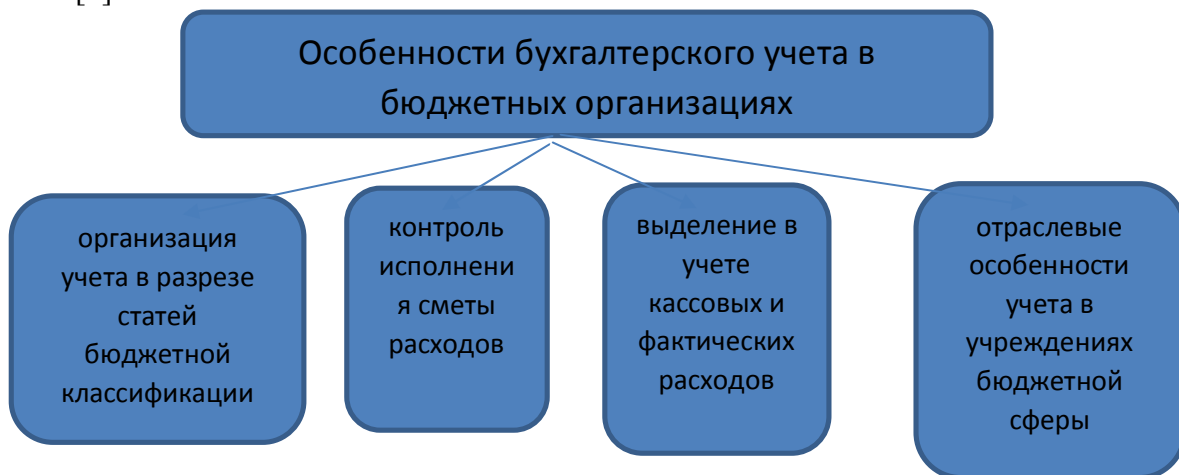 [ ]
Особенности бухгалтерского учета в
бюджетных организациях
организация
учета в разрезе
статей
бюджетной
классификации
контроль
исполнени
я сметы
расходов
выделение в
учете
кассовых и
фактических
расходов
отраслевые
особенности
учета в
учреждениях
бюджетной
сферы